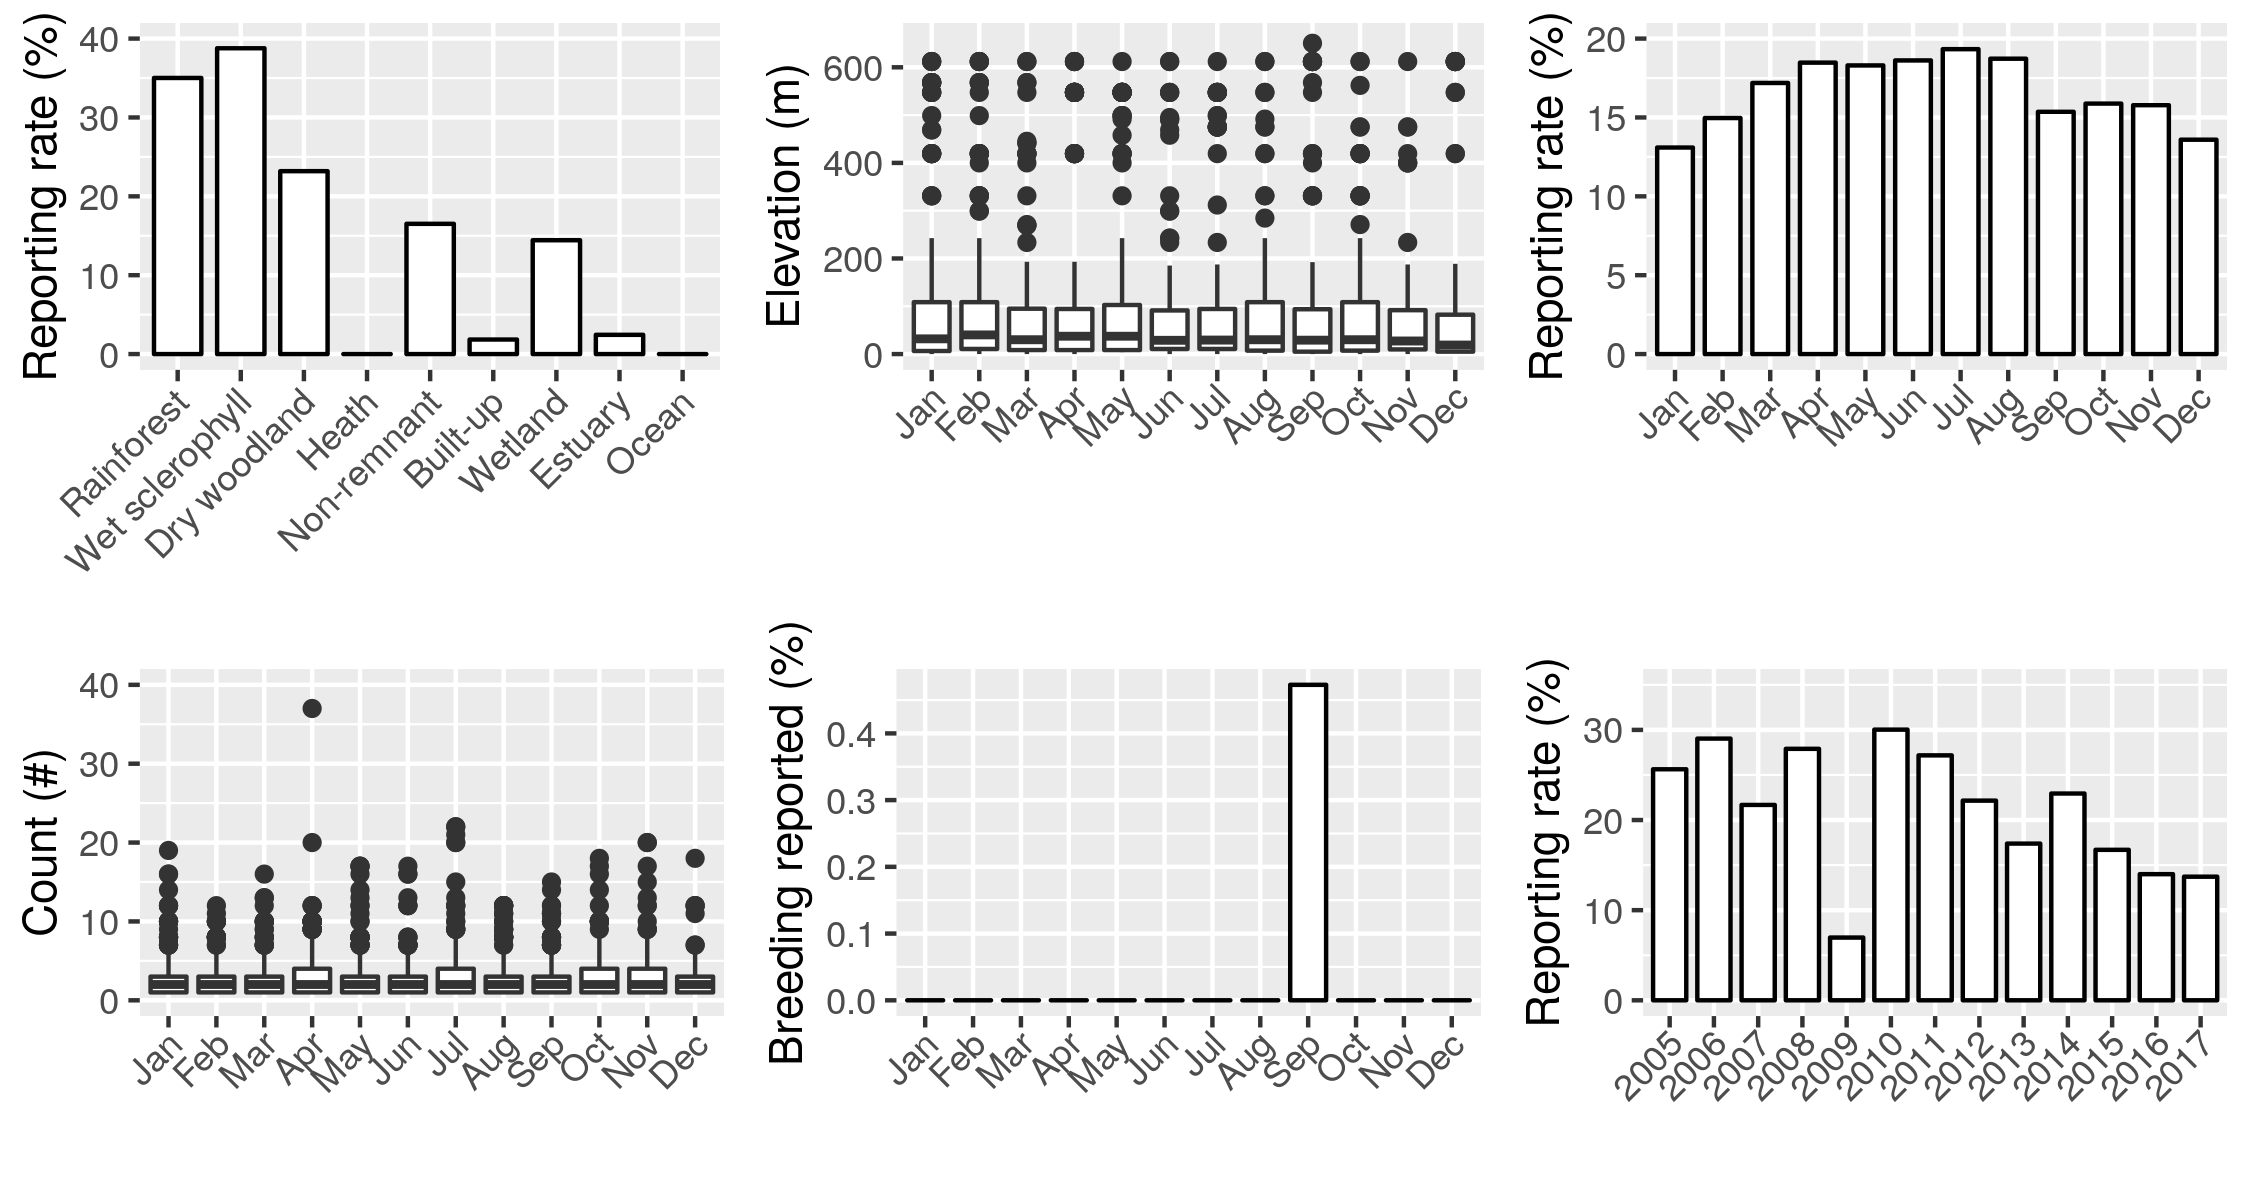 Reporting rate (%)
40
30
20
10
0
Rainforest
Wet sclerophyll
Dry woodland
Heath
Non-remnant
Built-up
Wetland
Estuary
Ocean
Elevation (m)
600
400
200
0
Jan
Feb
Mar
Apr
May
Jun
Jul
Aug
Sep
Oct
Nov
Dec
Reporting rate (%)
20
15
10
5
0
Jan
Feb
Mar
Apr
May
Jun
Jul
Aug
Sep
Oct
Nov
Dec
Count (#)
40
30
20
10
0
Jan
Feb
Mar
Apr
May
Jun
Jul
Aug
Sep
Oct
Nov
Dec
Breeding reported (%)
0.4
0.3
0.2
0.1
0.0
Jan
Feb
Mar
Apr
May
Jun
Jul
Aug
Sep
Oct
Nov
Dec
Reporting rate (%)
30
20
10
0
2005
2006
2007
2008
2009
2010
2011
2012
2013
2014
2015
2016
2017